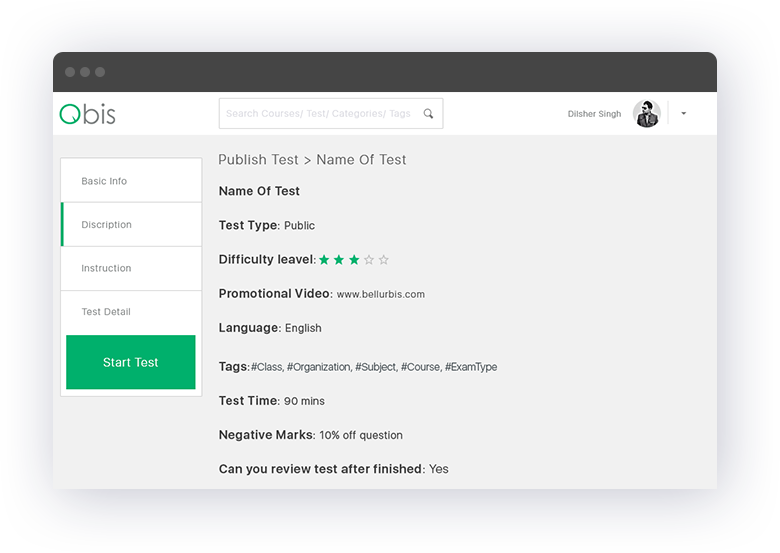 Qbis
Search Courses/ Test/ Categories/ Tags
Dilsher Singh
Basic Info
Discription
Instruction
Test Detail
Start Test
Publish Test > Name Of Test
Name Of Test
Test Type: Public
Difficulty leavel:
Promotional Video: www.bellurbis.com
Language: English
Tags:#Class, #Organization, #Subject, #Course, #ExamType
Test Time: 90 mins
Negative Marks: 10% off question
Can you review test after finished: Yes